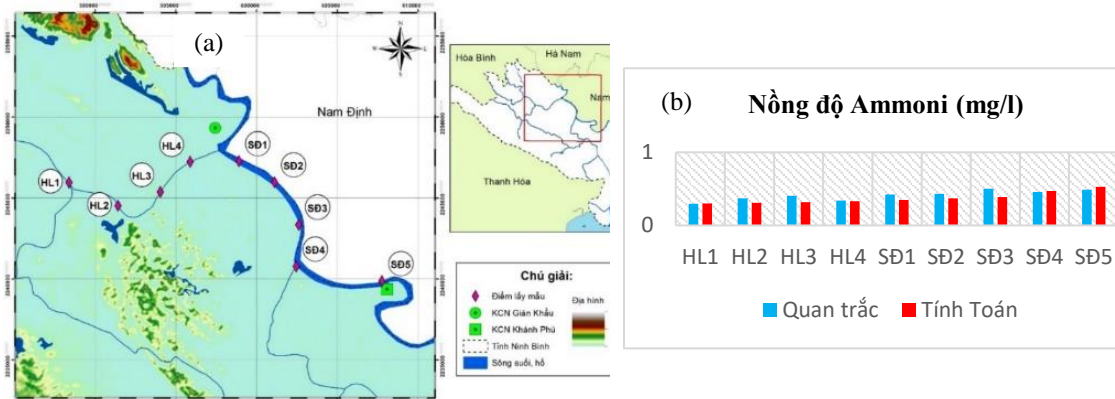 (a)
Nam Định
HL4
SĐ1
SĐ2
HL1
HL3
HL2
SĐ3
SĐ4
SĐ5
Hòa Bình
Hà Nam
Nam
Thanh Hóa
Chú giải:
Điểm lấy mẫu
Địa hình
KCN Gián Khẩu
KCN Khánh Phú
Tỉnh Ninh Bình
Sông suối, hồ
(b)
Nồng độ Ammoni (mg/l)
1
0
HL1 HL2 HL3 HL4 SĐ1 SĐ2 SĐ3 SĐ4 SĐ5
Quan trắc Tính Toán